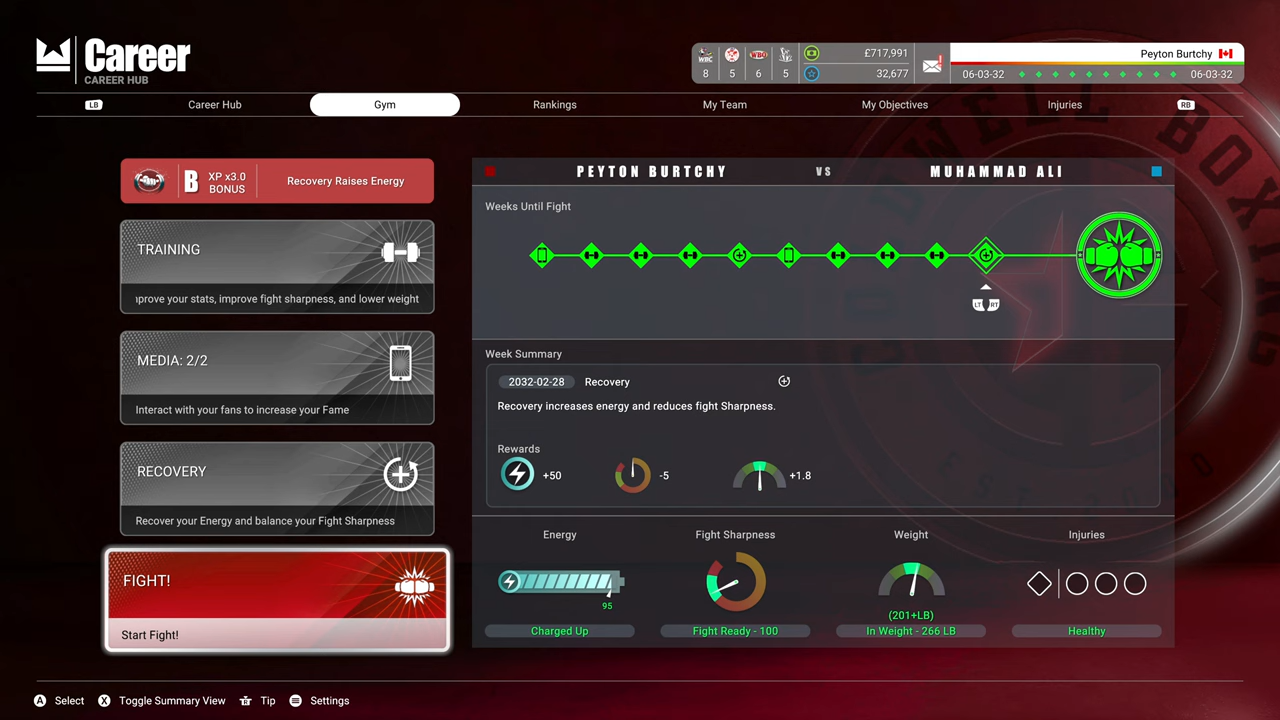 Career
CAREER HUB
WBC
WBO
8 5 6 5
£717,991
32,677
Peyton Burtchy
06-03-32 06-03-32
LB
Career Hub
Gym
Rankings
My Team
My Objectives
Injuries
RB
B
XP x3.0
BONUS
Recovery Raises Energy
TRAINING
prove your stats, improve fight sharpness, and lower weight
MEDIA: 2/2
Interact with your fans to increase your Fame
RECOVERY
Recover your Energy and balance your Fight Sharpness
FIGHT!
Start Fight!
PEYTON BURTCHY VS MUHAMMAD ALI
Weeks Until Fight
LT RT
Week Summary
2032-02-28 Recovery
Recovery increases energy and reduces fight Sharpness.
Rewards
+50 -5 +1.8
Energy Fight Sharpness Weight Injuries
95
(201+LB)
Charged Up Fight Ready - 100 In Weight - 266 LB Healthy
A Select X Toggle Summary View Tip Settings